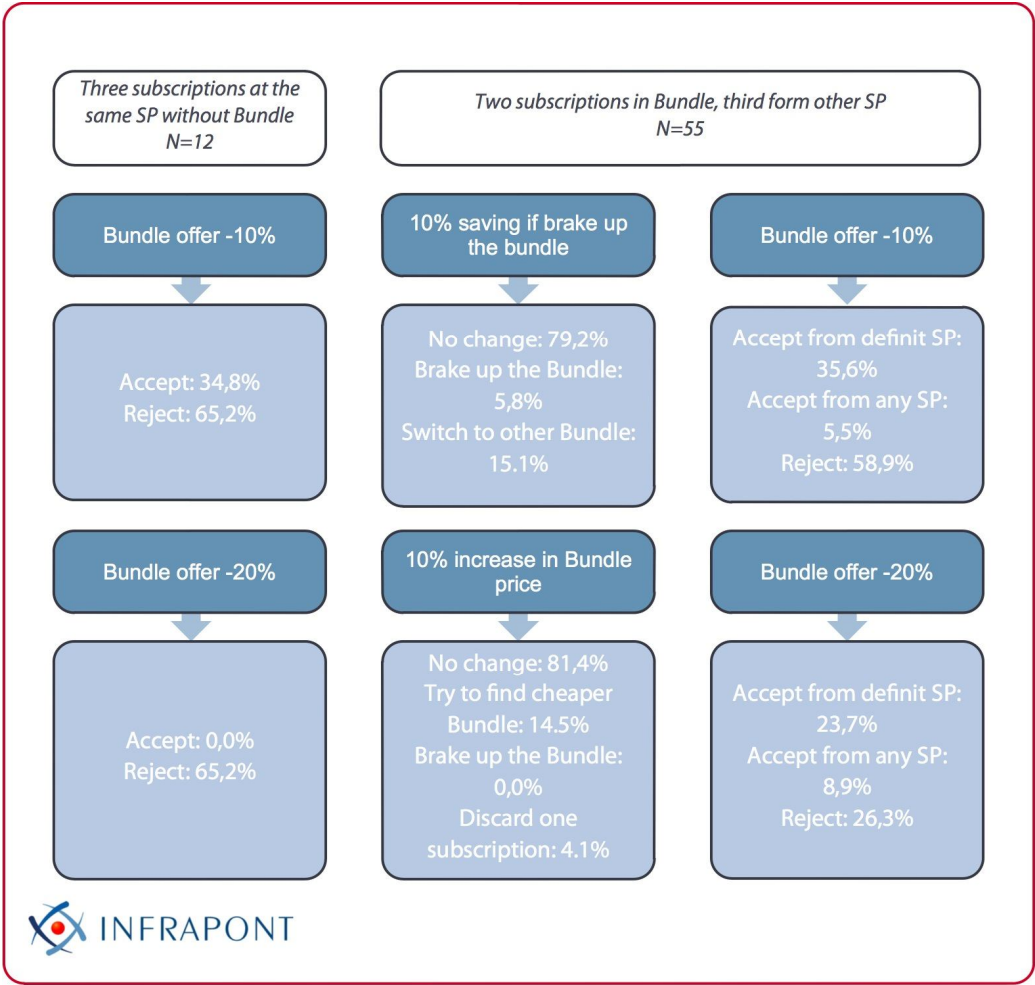 Three subscriptions at the
same SP without Bundle
N=12
Two subscriptions in Bundle, third form other SP
N=55
Bundle offer -10%
10% saving if brake up
the bundle
Bundle offer -10%
Accept: 34,8%
Reject: 65,2%
No change: 79,2%
Brake up the Bundle:
5,8%
Switch to other Bundle:
15.1%
Accept from definit SP:
35,6%
Accept from any SP:
5,5%
Reject: 58,9%
Bundle offer -20%
10% increase in Bundle
price
Bundle offer -20%
Accept: 0,0%
Reject: 65,2%
No change: 81,4%
Try to find cheaper
Bundle: 14.5%
Brake up the Bundle:
0,0%
Discard one
subscription: 4.1%
Accept from definit SP:
23,7%
Accept from any SP:
8,9%
Reject: 26,3%
INFRAPONT